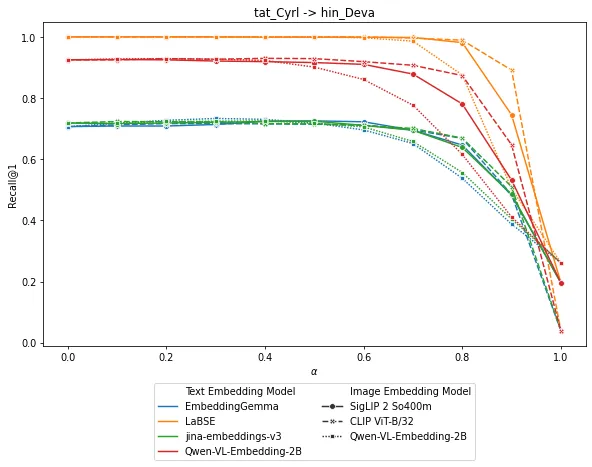 tat_Cyrl -> hin_Deva
1.0
0.8
0.6
0.4
0.2
0.0
Recall@1
0.0 0.2 0.4 0.6 0.8 1.0
α
Text Embedding Model
EmbeddingGemma
LaBSE
jina-embeddings-v3
Qwen-VL-Embedding-2B
Image Embedding Model
SigLIP 2 So400m
CLIP ViT-B/32
Qwen-VL-Embedding-2B